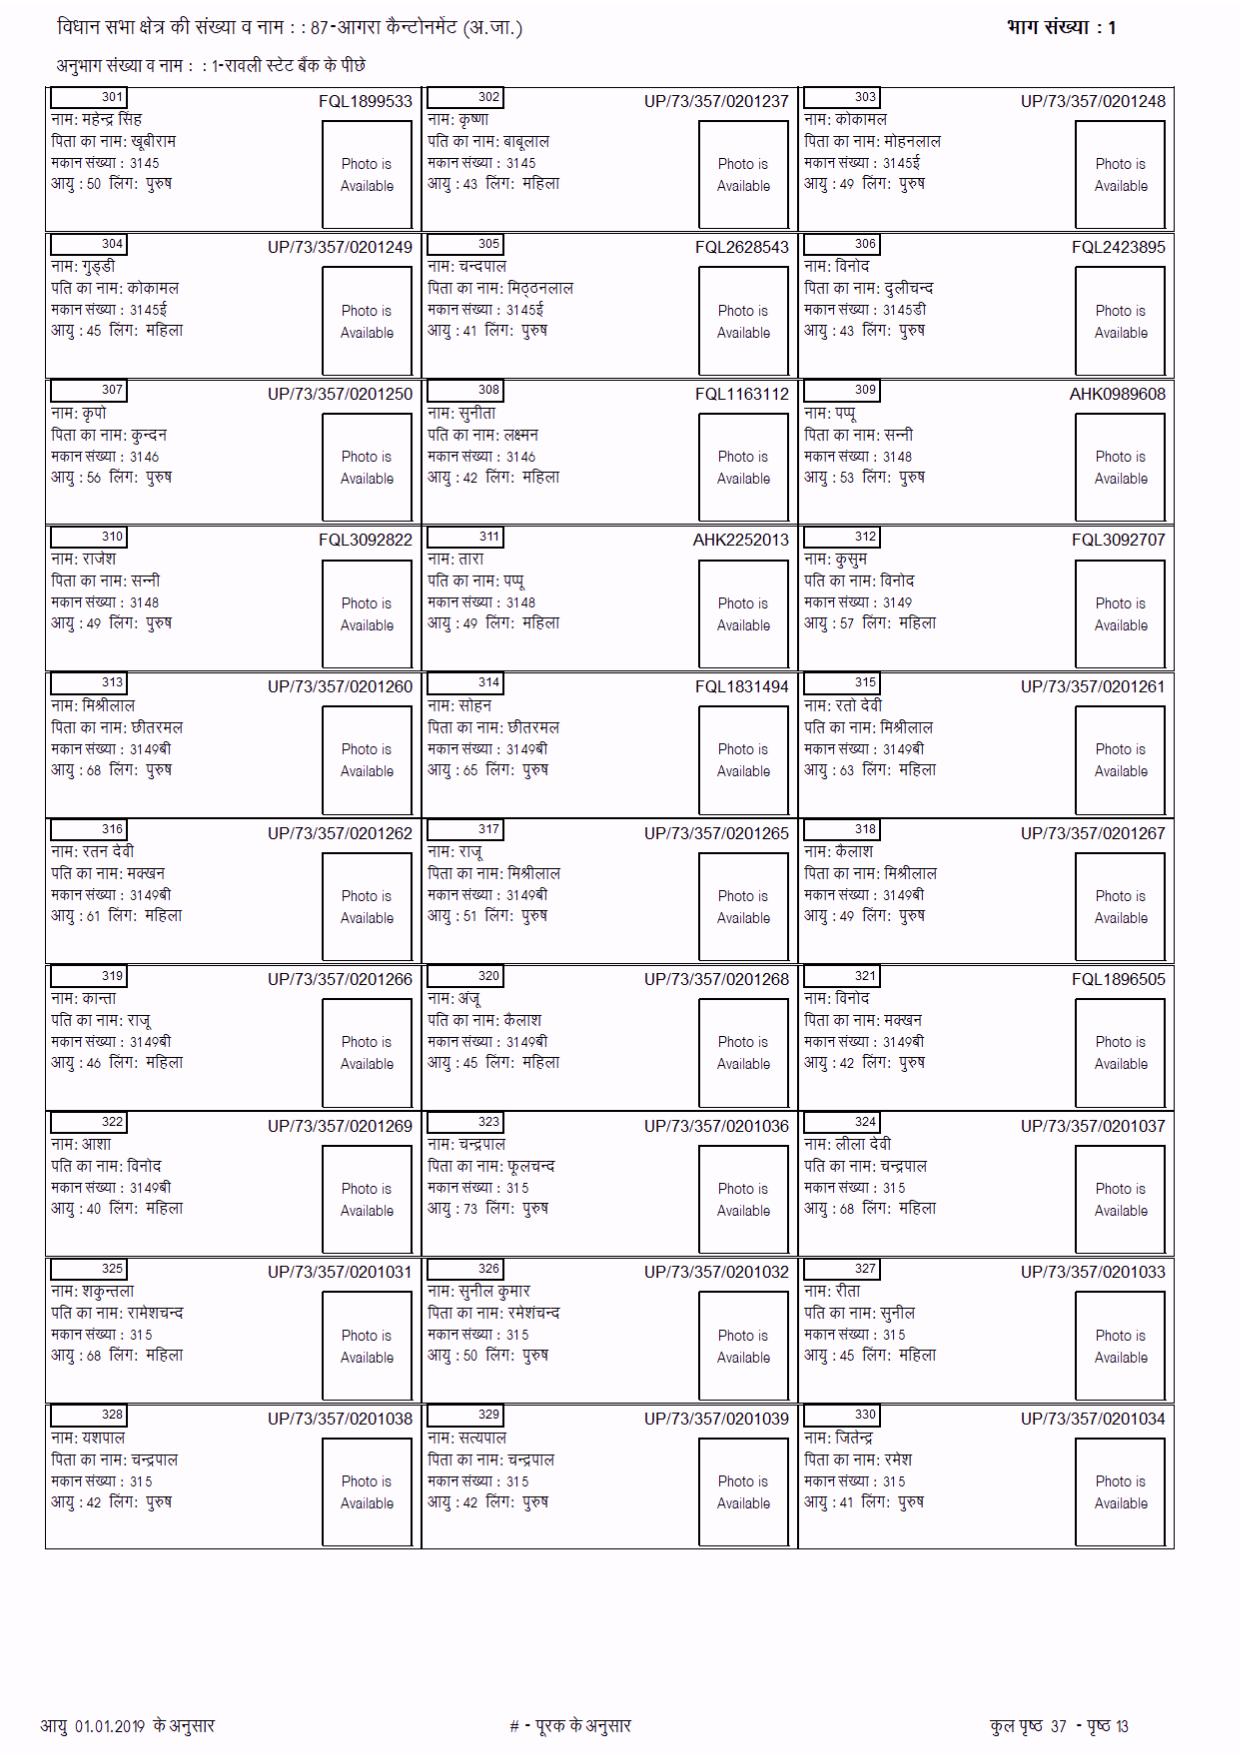 विधान सभा क्षेत्र की संख्या व नाम : : 87-आगरा कैन्टोनमेंट (अ.जा.)
भाग संख्या : 1
अनुभाग संख्या व नाम : : 1-रावली स्टेट बैंक के पीछे
301 FQL1899533
नाम: महेन्द्र सिंह
पिता का नाम: खूबीराम
मकान संख्या : 3145
आयु : 50 लिंग: पुरुष
Photo is
Available
302 UP/73/357/0201237
नाम: कृष्णा
पति का नाम: बाबूलाल
मकान संख्या : 3145
आयु : 43 लिंग: महिला
Photo is
Available
303 UP/73/357/0201248
नाम: कोकामल
पिता का नाम: मोहनलाल
मकान संख्या : 3145ई
आयु : 49 लिंग: पुरुष
Photo is
Available
304 UP/73/357/0201249
नाम: गुड्डी
पति का नाम: कोकामल
मकान संख्या : 3145ई
आयु : 45 लिंग: महिला
Photo is
Available
305 FQL2628543
नाम: चन्दपाल
पिता का नाम: मिठ्ठनलाल
मकान संख्या : 3145ई
आयु : 41 लिंग: पुरुष
Photo is
Available
306 FQL2423895
नाम: विनोद
पिता का नाम: दुलीचन्द
मकान संख्या : 3145डी
आयु : 43 लिंग: पुरुष
Photo is
Available
307 UP/73/357/0201250
नाम: कृपो
पिता का नाम: कुन्दन
मकान संख्या : 3146
आयु : 56 लिंग: पुरुष
Photo is
Available
308 FQL1163112
नाम: सुनीता
पति का नाम: लक्ष्मन
मकान संख्या : 3146
आयु : 42 लिंग: महिला
Photo is
Available
309 AHK0989608
नाम: पप्पू
पिता का नाम: सन्नी
मकान संख्या : 3148
आयु : 53 लिंग: पुरुष
Photo is
Available
310 FQL3092822
नाम: राजेश
पिता का नाम: सन्नी
मकान संख्या : 3148
आयु : 49 लिंग: पुरुष
Photo is
Available
311 AHK2252013
नाम: तारा
पति का नाम: पप्पू
मकान संख्या : 3148
आयु : 49 लिंग: महिला
Photo is
Available
312 FQL3092707
नाम: कुसुम
पति का नाम: विनोद
मकान संख्या : 3149
आयु : 57 लिंग: महिला
Photo is
Available
313 UP/73/357/0201260
नाम: मिश्रीलाल
पिता का नाम: छीतरमल
मकान संख्या : 3149बी
आयु : 68 लिंग: पुरुष
Photo is
Available
314 FQL1831494
नाम: सोहन
पिता का नाम: छीतरमल
मकान संख्या : 3149बी
आयु : 65 लिंग: पुरुष
Photo is
Available
315 UP/73/357/0201261
नाम: रतो देवी
पति का नाम: मिश्रीलाल
मकान संख्या : 3149बी
आयु : 63 लिंग: महिला
Photo is
Available
316 UP/73/357/0201262
नाम: रतन देवी
पति का नाम: मक्खन
मकान संख्या : 3149बी
आयु : 61 लिंग: महिला
Photo is
Available
317 UP/73/357/0201265
नाम: राजू
पिता का नाम: मिश्रीलाल
मकान संख्या : 3149बी
आयु : 51 लिंग: पुरुष
Photo is
Available
318 UP/73/357/0201267
नाम: कैलाश
पिता का नाम: मिश्रीलाल
मकान संख्या : 3149बी
आयु : 49 लिंग: पुरुष
Photo is
Available
319 UP/73/357/0201266
नाम: कान्ता
पति का नाम: राजू
मकान संख्या : 3149बी
आयु : 46 लिंग: महिला
Photo is
Available
320 UP/73/357/0201268
नाम: अंजू
पति का नाम: कैलाश
मकान संख्या : 3149बी
आयु : 45 लिंग: महिला
Photo is
Available
321 FQL1896505
नाम: विनोद
पिता का नाम: मक्खन
मकान संख्या : 3149बी
आयु : 42 लिंग: पुरुष
Photo is
Available
322 UP/73/357/0201269
नाम: आशा
पति का नाम: विनोद
मकान संख्या : 3149बी
आयु : 40 लिंग: महिला
Photo is
Available
323 UP/73/357/0201036
नाम: चन्द्रपाल
पिता का नाम: फूलचन्द
मकान संख्या : 315
आयु : 73 लिंग: पुरुष
Photo is
Available
324 UP/73/357/0201037
नाम: लीला देवी
पति का नाम: चन्द्रपाल
मकान संख्या : 315
आयु : 68 लिंग: महिला
Photo is
Available
325 UP/73/357/0201031
नाम: शकुन्तला
पति का नाम: रामेशचन्द
मकान संख्या : 315
आयु : 68 लिंग: महिला
Photo is
Available
326 UP/73/357/0201032
नाम: सुनील कुमार
पिता का नाम: रमेशंचन्द
मकान संख्या : 315
आयु : 50 लिंग: पुरुष
Photo is
Available
327 UP/73/357/0201033
नाम: रीता
पति का नाम: सुनील
मकान संख्या : 315
आयु : 45 लिंग: महिला
Photo is
Available
328 UP/73/357/0201038
नाम: यशपाल
पिता का नाम: चन्द्रपाल
मकान संख्या : 315
आयु : 42 लिंग: पुरुष
Photo is
Available
329 UP/73/357/0201039
नाम: सत्यपाल
पिता का नाम: चन्द्रपाल
मकान संख्या : 315
आयु : 42 लिंग: पुरुष
Photo is
Available
330 UP/73/357/0201034
नाम: जितेन्द्र
पिता का नाम: रमेश
मकान संख्या : 315
आयु : 41 लिंग: पुरुष
Photo is
Available
आयु 01.01.2019 के अनुसार
# - पूरक के अनुसार
कुल पृष्ठ 37 - पृष्ठ 13